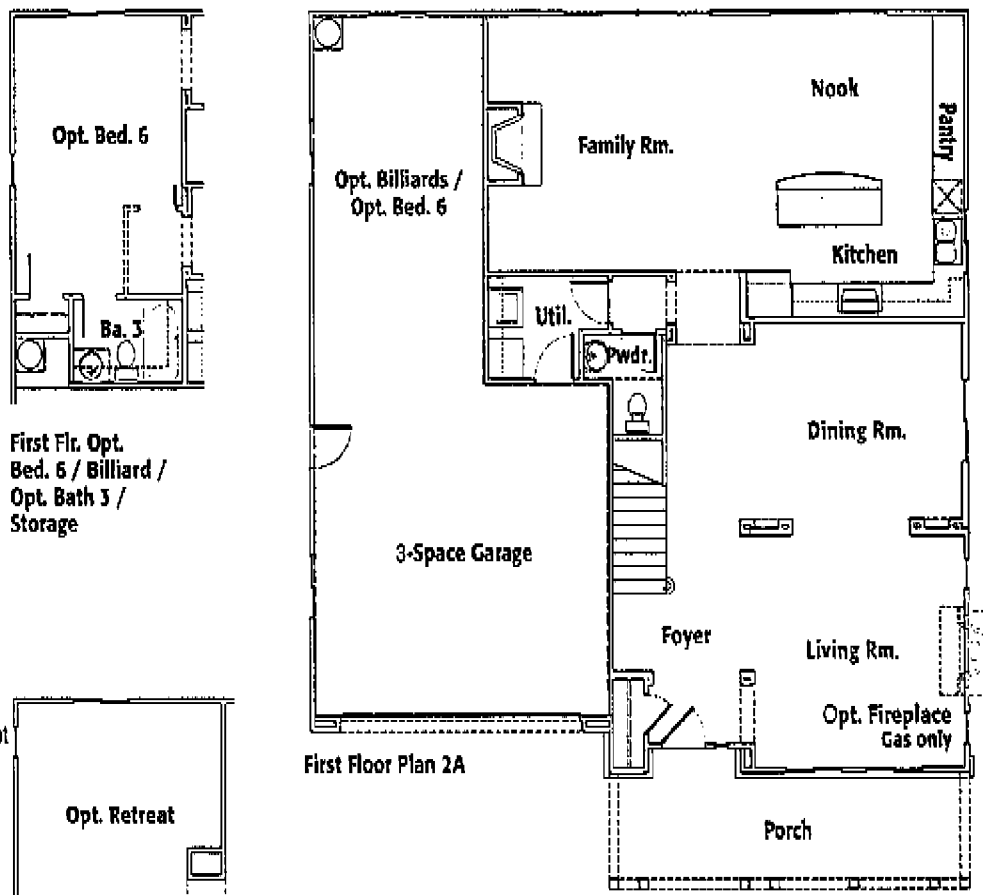 Opt. Bed. 6
Ba. 3
First Flr. Opt.
Bed. 6 / Billiard /
Opt. Bath 3 /
Storage
Opt. Retreat
Nook
Pantry
Family Rm.
Opt. Billiards /
Opt. Bed. 6
Kitchen
Util.
Pwdr.
Dining Rm.
3-Space Garage
Foyer
Living Rm.
Opt. Fireplace
Gas only
First Floor Plan 2A
Porch